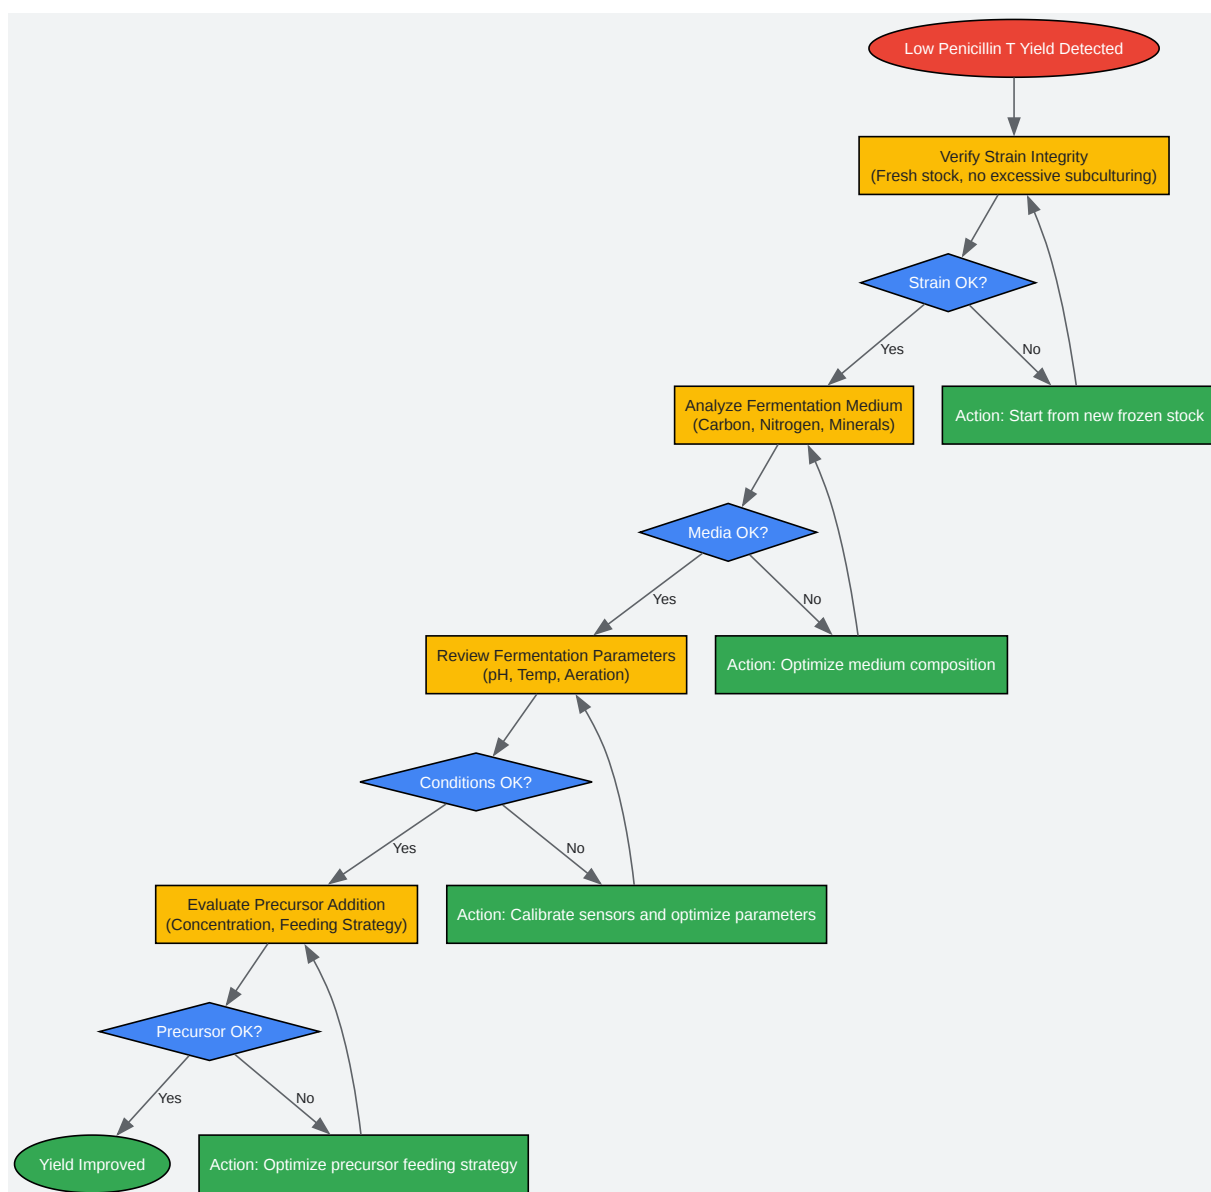 Low Penicillin T Yield Detected
Verify Strain Integrity
(Fresh stock, no excessive subculturing)
Strain OK?
Yes
No
Analyze Fermentation Medium
(Carbon, Nitrogen, Minerals)
Action: Start from new frozen stock
Media OK?
Yes
No
Review Fermentation Parameters
(pH, Temp, Aeration)
Action: Optimize medium composition
Conditions OK?
Yes
No
Evaluate Precursor Addition
(Concentration, Feeding Strategy)
Action: Calibrate sensors and optimize parameters
Precursor OK?
Yes
No
Yield Improved
Action: Optimize precursor feeding strategy